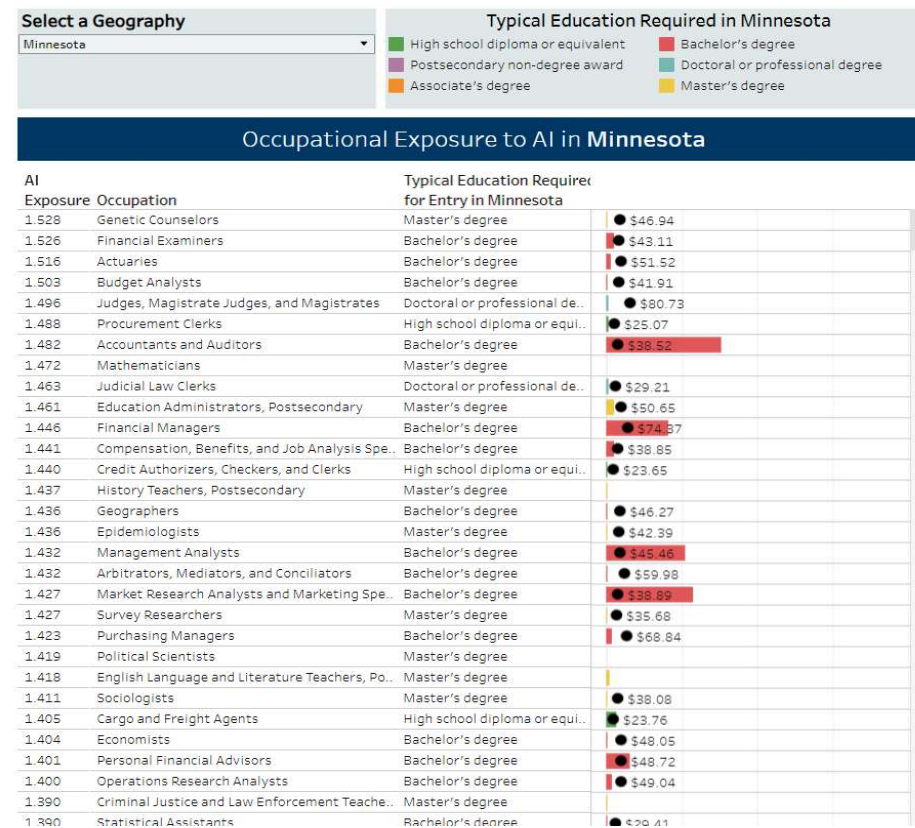 Select a Geography
Minnesota
Typical Education Required in Minnesota
High school diploma or equivalent
Bachelor's degree
Postsecondary non-degree award
Doctoral or professional degree
Associate's degree
Master's degree
Occupational Exposure to AI in Minnesota
AI Exposure Occupation Typical Education Required for Entry in Minnesota
1.528 Genetic Counselors Master's degree $46.94
1.526 Financial Examiners Bachelor's degree $43.11
1.516 Actuaries Bachelor's degree $51.52
1.503 Budget Analysts Bachelor's degree $41.91
1.496 Judges, Magistrate Judges, and Magistrates Doctoral or professional de.. $80.73
1.488 Procurement Clerks High school diploma or equi.. $25.07
1.482 Accountants and Auditors Bachelor's degree $38.52
1.472 Mathematicians Master's degree
1.463 Judicial Law Clerks Doctoral or professional de.. $29.21
1.461 Education Administrators, Postsecondary Master's degree $50.65
1.446 Financial Managers Bachelor's degree $74.37
1.441 Compensation, Benefits, and Job Analysis Spe.. Bachelor's degree $38.85
1.440 Credit Authorizers, Checkers, and Clerks High school diploma or equi.. $23.65
1.437 History Teachers, Postsecondary Master's degree
1.436 Geographers Bachelor's degree $46.27
1.436 Epidemiologists Master's degree $42.39
1.432 Management Analysts Bachelor's degree $45.46
1.432 Arbitrators, Mediators, and Conciliators Bachelor's degree $59.98
1.427 Market Research Analysts and Marketing Spe.. Bachelor's degree $38.89
1.427 Survey Researchers Master's degree $35.68
1.423 Purchasing Managers Bachelor's degree $68.84
1.419 Political Scientists Master's degree
1.418 English Language and Literature Teachers, Po.. Master's degree
1.411 Sociologists Master's degree $38.08
1.405 Cargo and Freight Agents High school diploma or equi.. $23.76
1.404 Economists Bachelor's degree $48.05
1.401 Personal Financial Advisors Bachelor's degree $48.72
1.400 Operations Research Analysts Bachelor's degree $49.04
1.390 Criminal Justice and Law Enforcement Teache.. Master's degree
1.390 Statistical Assistants Bachelor's degree $29.41